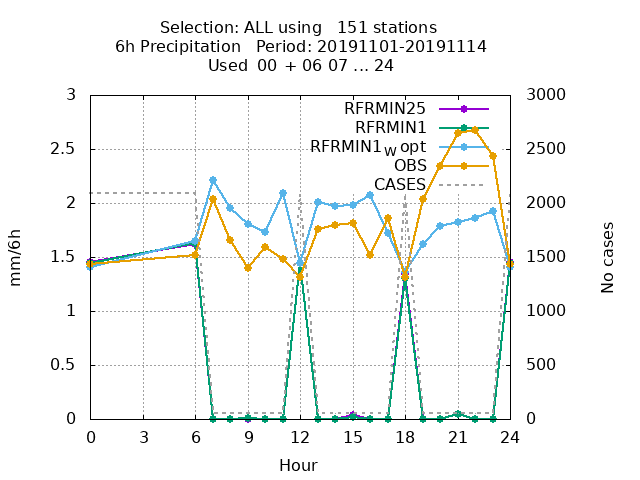 Selection: ALL using   151 stations
6h Precipitation   Period: 20191101-20191114
Used  00  + 06 07 ... 24
RFRMIN25
RFRMIN1
RFRMIN1_W opt
OBS
CASES
3
2.5
2
1.5
1
0.5
0
3000
2500
2000
1500
1000
500
0
mm/6h
No cases
0 3 6 9 12 15 18 21 24
Hour